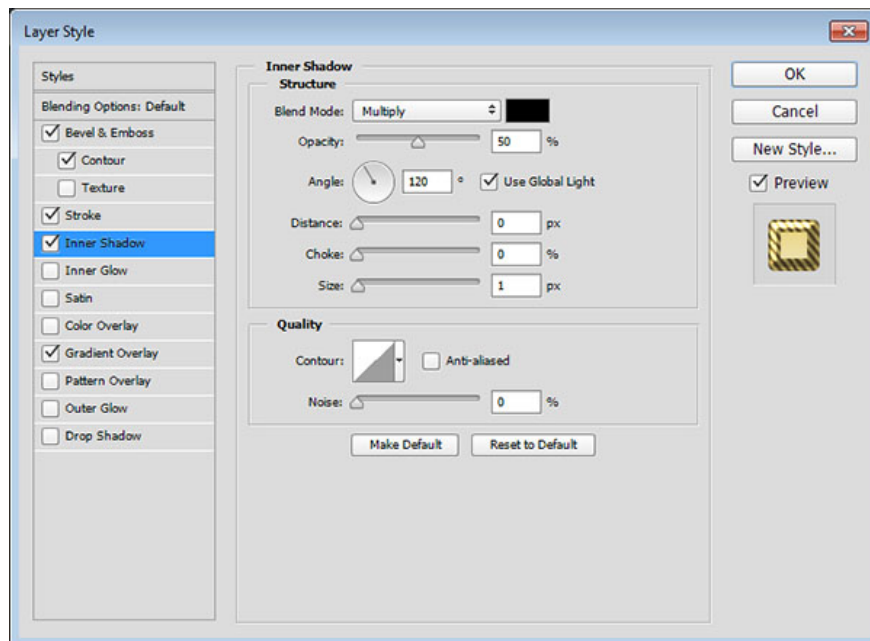 Layer Style
Styles
Blending Options: Default
Bevel & Emboss
Contour
Texture
Stroke
Inner Shadow
Inner Glow
Satin
Color Overlay
Gradient Overlay
Pattern Overlay
Outer Glow
Drop Shadow
Inner Shadow
Structure
Blend Mode: Multiply
Opacity: 50 %
Angle: 120 ° Use Global Light
Distance: 0 px
Choke: 0 %
Size: 1 px
Quality
Contour: Anti-aliased
Noise: 0 %
Make Default Reset to Default
OK
Cancel
New Style...
Preview